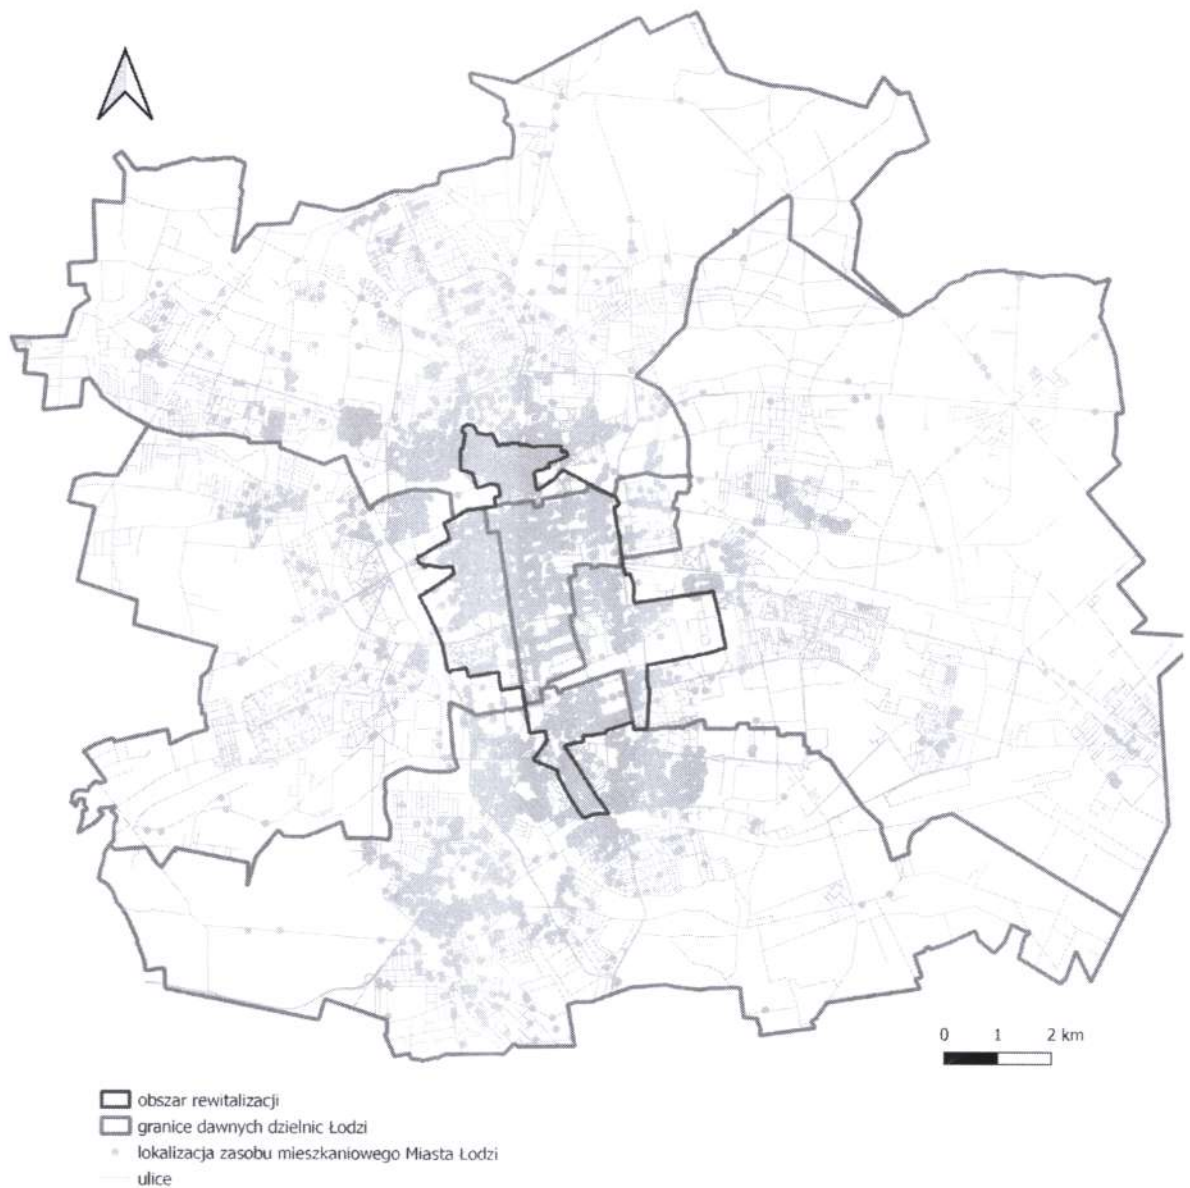 0 1 2 km
obszar rewitalizacji
granice dawnych dzielnic Łodzi
lokalizacja zasobu mieszkaniowego Miasta Łodzi
ulice